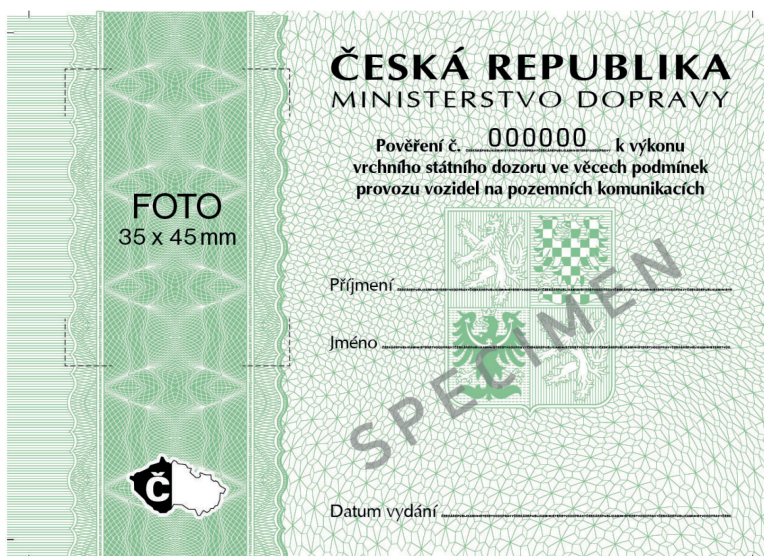 ČESKÁ REPUBLIKA
MINISTERSTVO DOPRAVY
Pověření č. 000000 k výkonu
vrchního státního dozoru ve věcech podmínek
provozu vozidel na pozemních komunikacích
FOTO
35 x 45 mm
Příjmení
Jméno
SPECIMEN
Č
Datum vydání